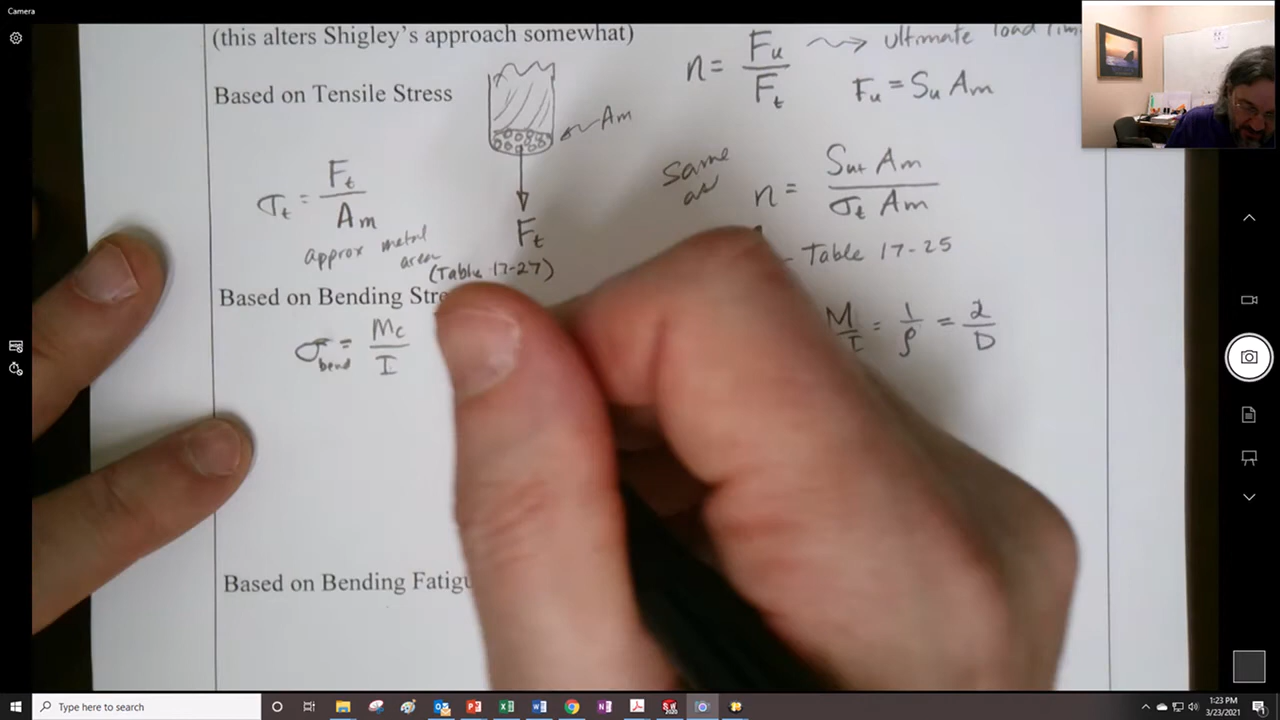 Camera
(this alters Shigley's approach somewhat)
n = Fu / Ft
ultimate load
Fu = Su Am
Based on Tensile Stress
Am
σt = Ft / Am
approx metal area
(Table 17-27)
Ft
same as
n = Sut Am / σt Am
Table 17-25
Based on Bending
σbend = Mc / I
M / I = 1 / ρ = 2 / D
Based on Bending
Type here to search
1:23 PM
3/23/2021